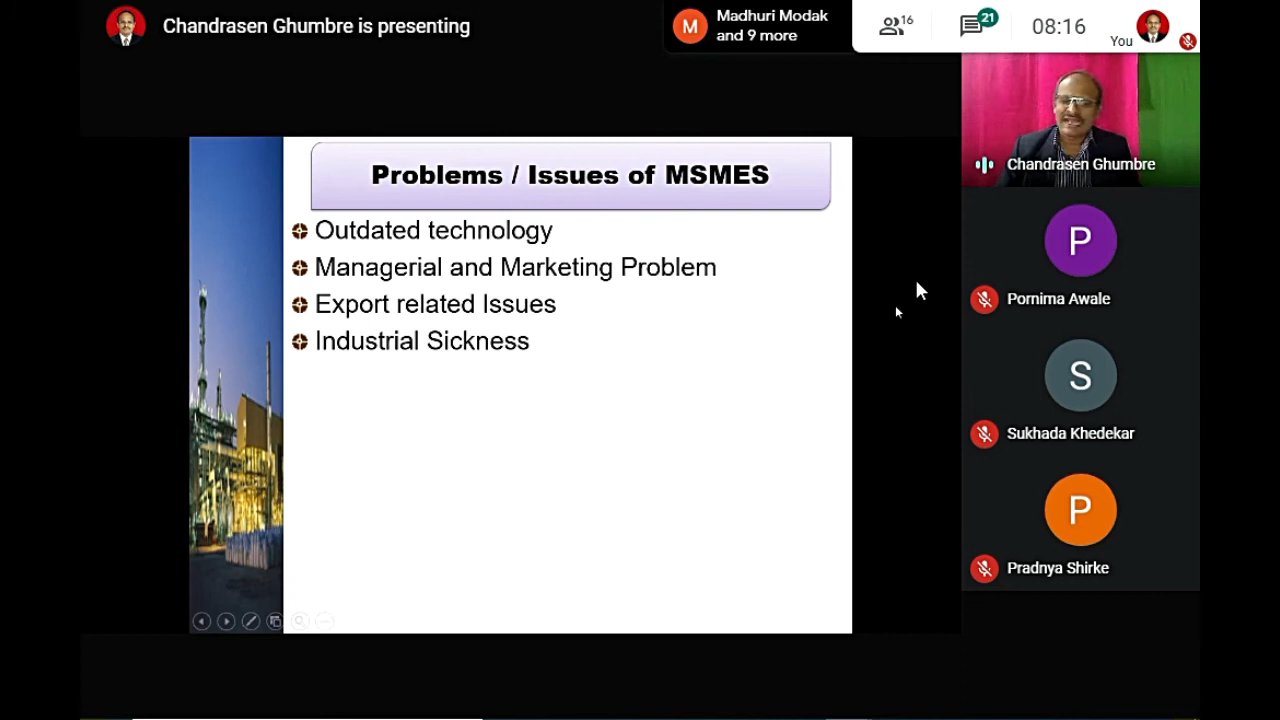 Chandrasen Ghumbre is presenting
M
Madhuri Modak
and 9 more
16
21
08:16
You
Problems / Issues of MSMES
Outdated technology
Managerial and Marketing Problem
Export related Issues
Industrial Sickness
Chandrasen Ghumbre
P
Pornima Awale
S
Sukhada Khedekar
P
Pradnya Shirke